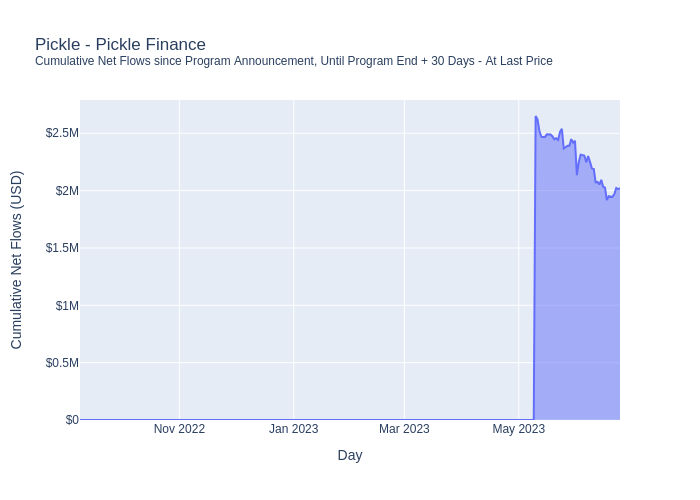 Pickle - Pickle Finance
Cumulative Net Flows since Program Announcement, Until Program End + 30 Days - At Last Price
Cumulative Net Flows (USD)
$2.5M
$2M
$1.5M
$1M
$0.5M
$0
Nov 2022
Jan 2023
Mar 2023
May 2023
Day